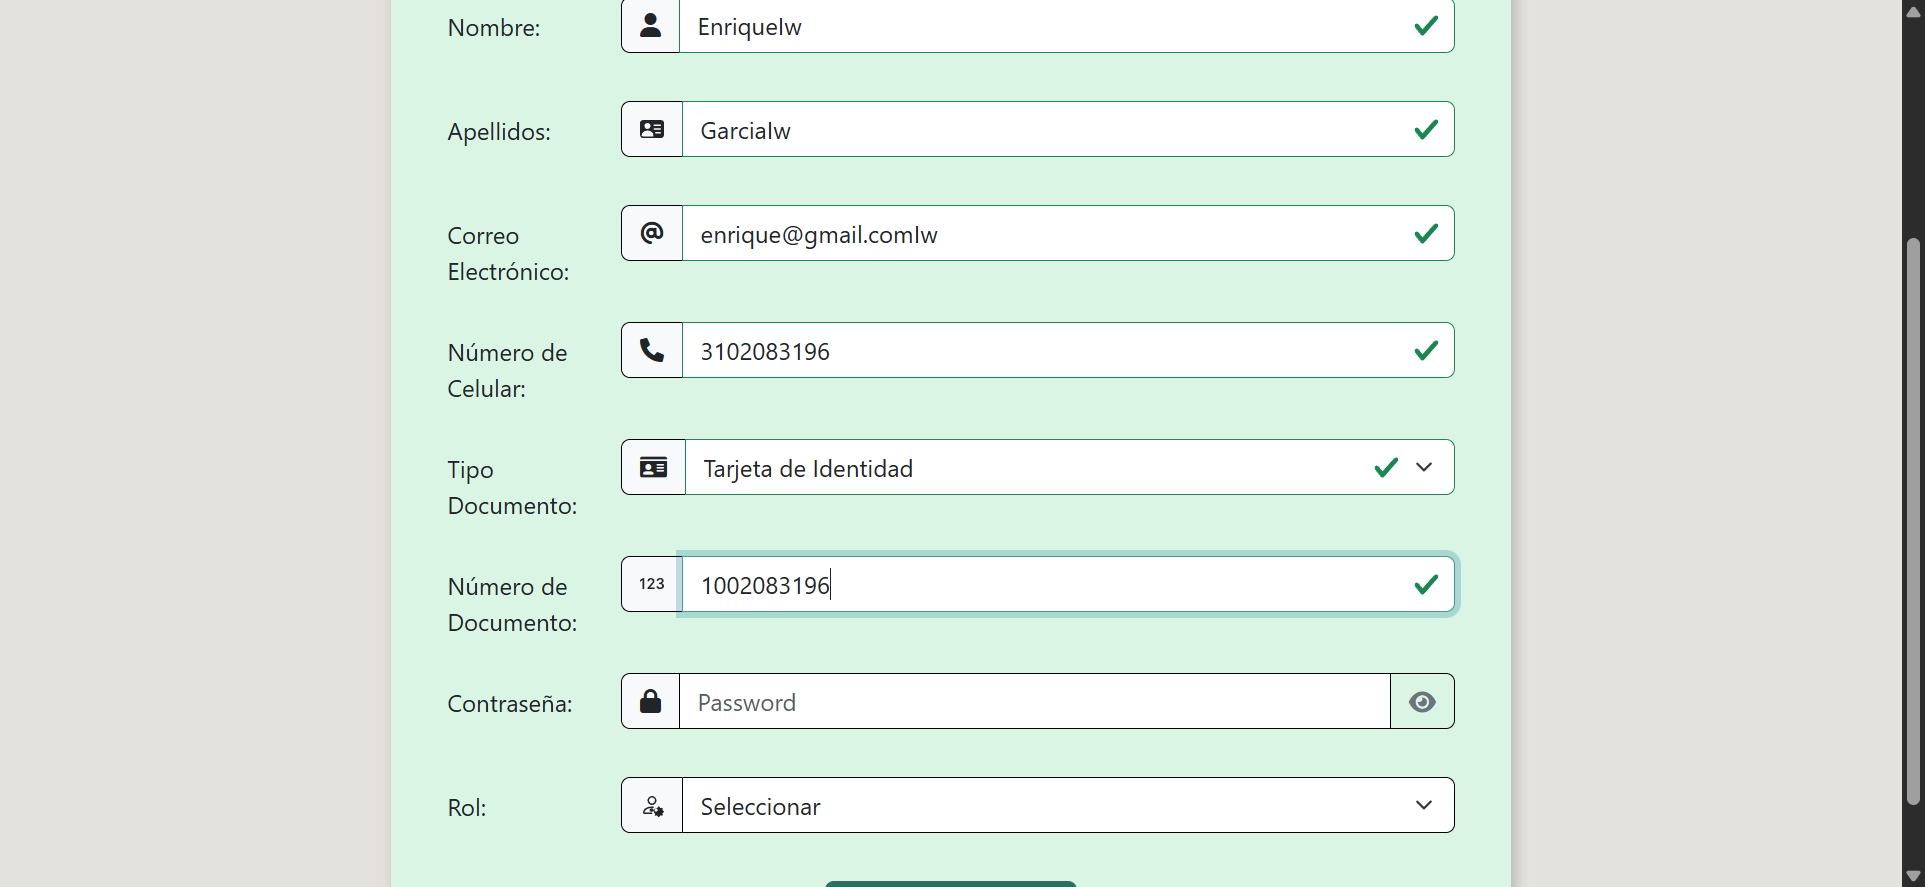 Nombre:
Enriquelw
Apellidos:
Garcialw
Correo
Electrónico:
enrique@gmail.comlw
Número de
Celular:
3102083196
Tipo
Documento:
Tarjeta de Identidad
Número de
Documento:
123
1002083196
Contraseña:
Password
Rol:
Seleccionar